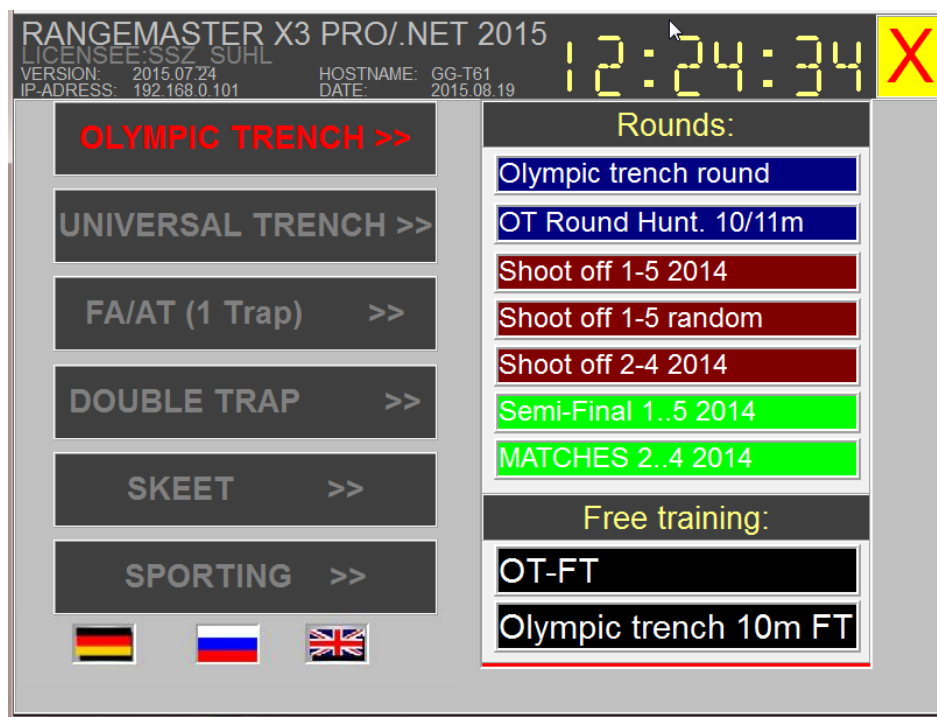 RANGEMASTER X3 PRO/.NET 2015
LICENSEE:SSZ_SUHL
VERSION: 2015.07.24 HOSTNAME: GG-T61
IP-ADRESS: 192.168.0.101 DATE: 2015.08.19
12:24:34
X
OLYMPIC TRENCH >>
UNIVERSAL TRENCH >>
FA/AT (1 Trap) >>
DOUBLE TRAP >>
SKEET >>
SPORTING >>
Rounds:
Olympic trench round
OT Round Hunt. 10/11m
Shoot off 1-5 2014
Shoot off 1-5 random
Shoot off 2-4 2014
Semi-Final 1..5 2014
MATCHES 2..4 2014
Free training:
OT-FT
Olympic trench 10m FT